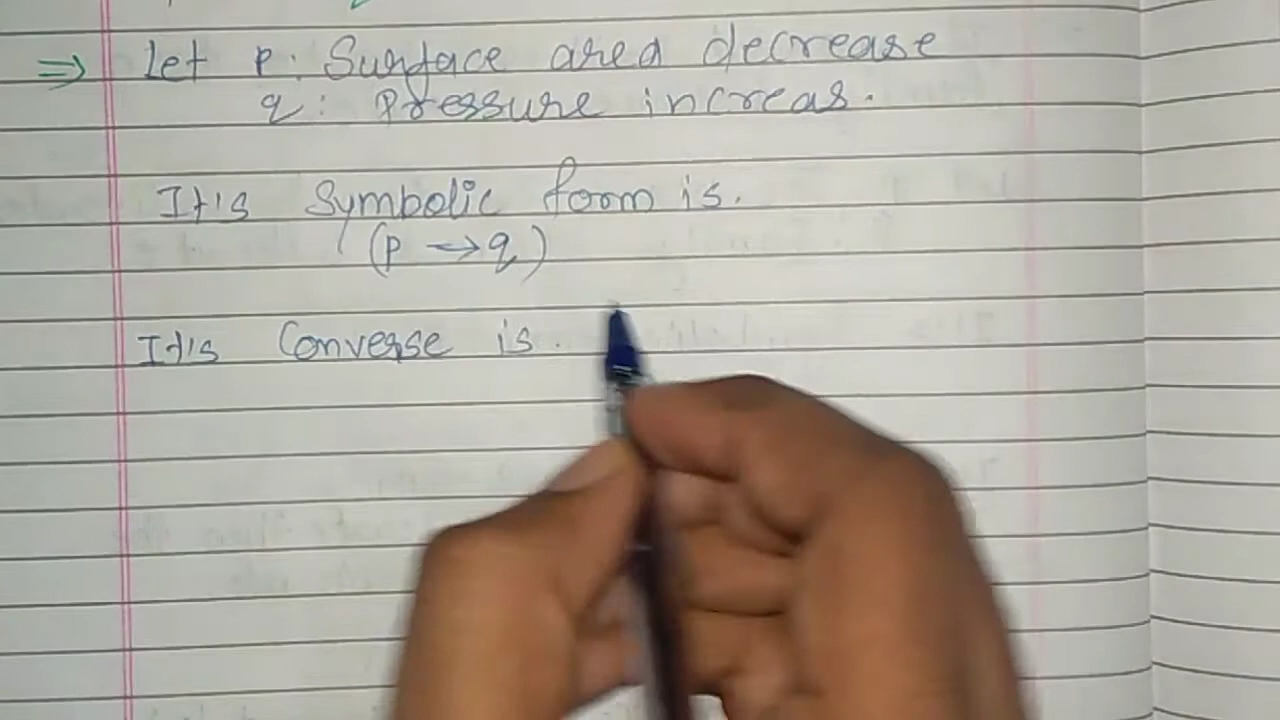 ⇒ Let p: Surface area decrease
q: Pressure increas.
It's Symbolic form is.
(p → q)
It's Converse is.